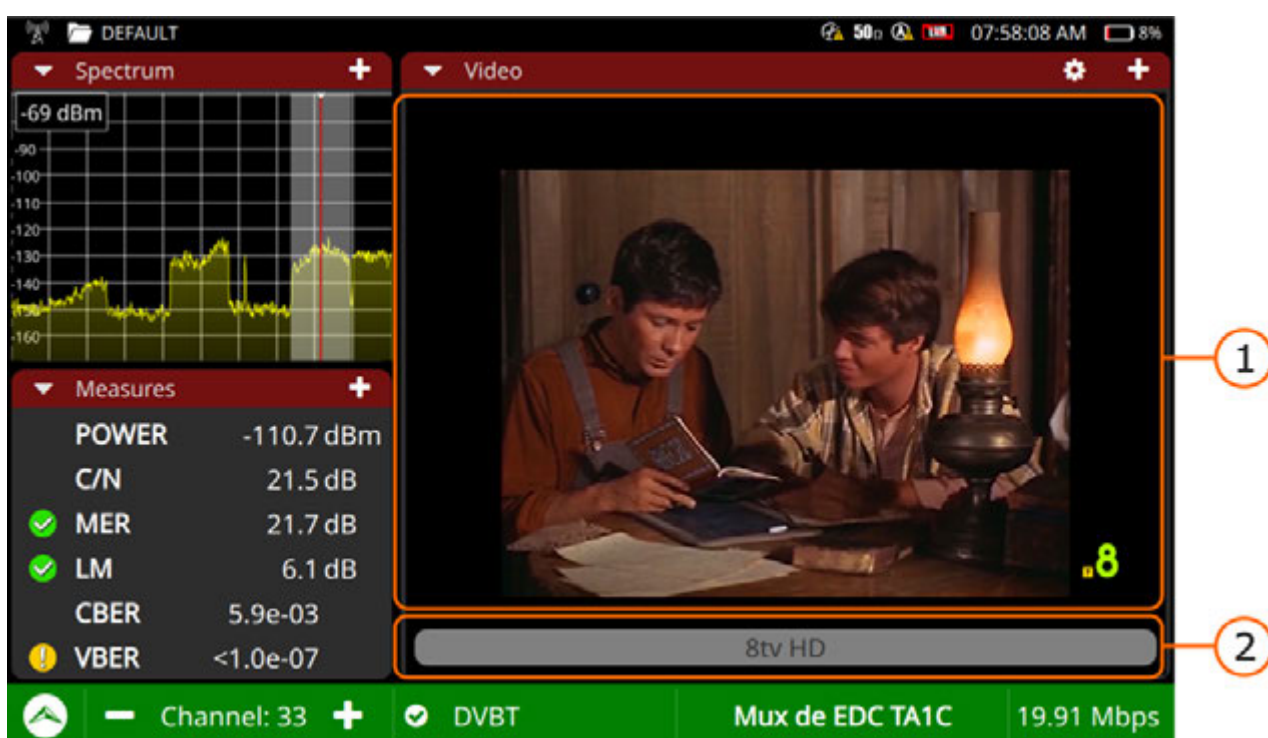 DEFAULT
50Ω
07:58:08 AM
8%
Spectrum
Video
-69 dBm
-90
-100
-110
-120
-130
-140
-150
-160
Measures
POWER -110.7 dBm
C/N 21.5 dB
MER 21.7 dB
LM 6.1 dB
CBER 5.9e-03
VBER <1.0e-07
8
8tv HD
1
2
Channel: 33
DVBT
Mux de EDC TA1C
19.91 Mbps